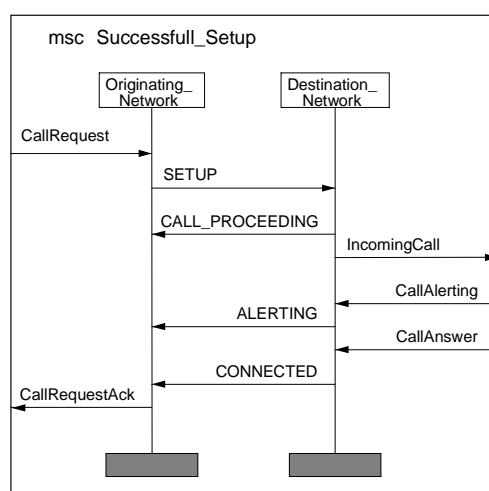 msc Successfull_Setup
Originating_
Network
Destination_
Network
CallRequest
SETUP
CALL_PROCEEDING
IncomingCall
CallAlerting
ALERTING
CallAnswer
CONNECTED
CallRequestAck